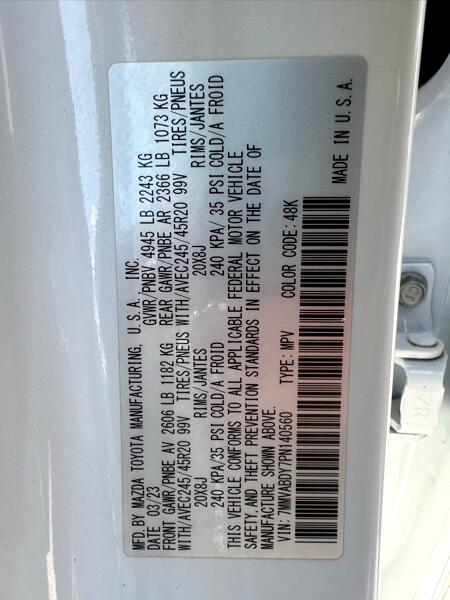 MFD.BY MAZDA TOYOTA MANUFACTURING, U.S.A., INC.
DATE 03/23 GVWR/PNBV 4945 LB 2243 KG
FRONT GAWR/PNBE AV 2606 LB 1182 KG REAR GAWR/PNBE AR 2366 LB 1073 KG
WITH/AVEC245/45R20 99V TIRES/PNEUS WITH/AVEC245/45R20 99V TIRES/PNEUS
20X8J RIMS/JANTES 20X8J RIMS/JANTES
240 KPA/35 PSI COLD/A FROID 240 KPA/ 35 PSI COLD/A FROID
THIS VEHICLE CONFORMS TO ALL APPLICABLE FEDERAL MOTOR VEHICLE
SAFETY, AND THEFT PREVENTION STANDARDS IN EFFECT ON THE DATE OF
MANUFACTURE SHOWN ABOVE.
VIN: 7MMVABDY7PN140560 TYPE: MPV COLOR CODE: 48K
MADE IN U.S.A.